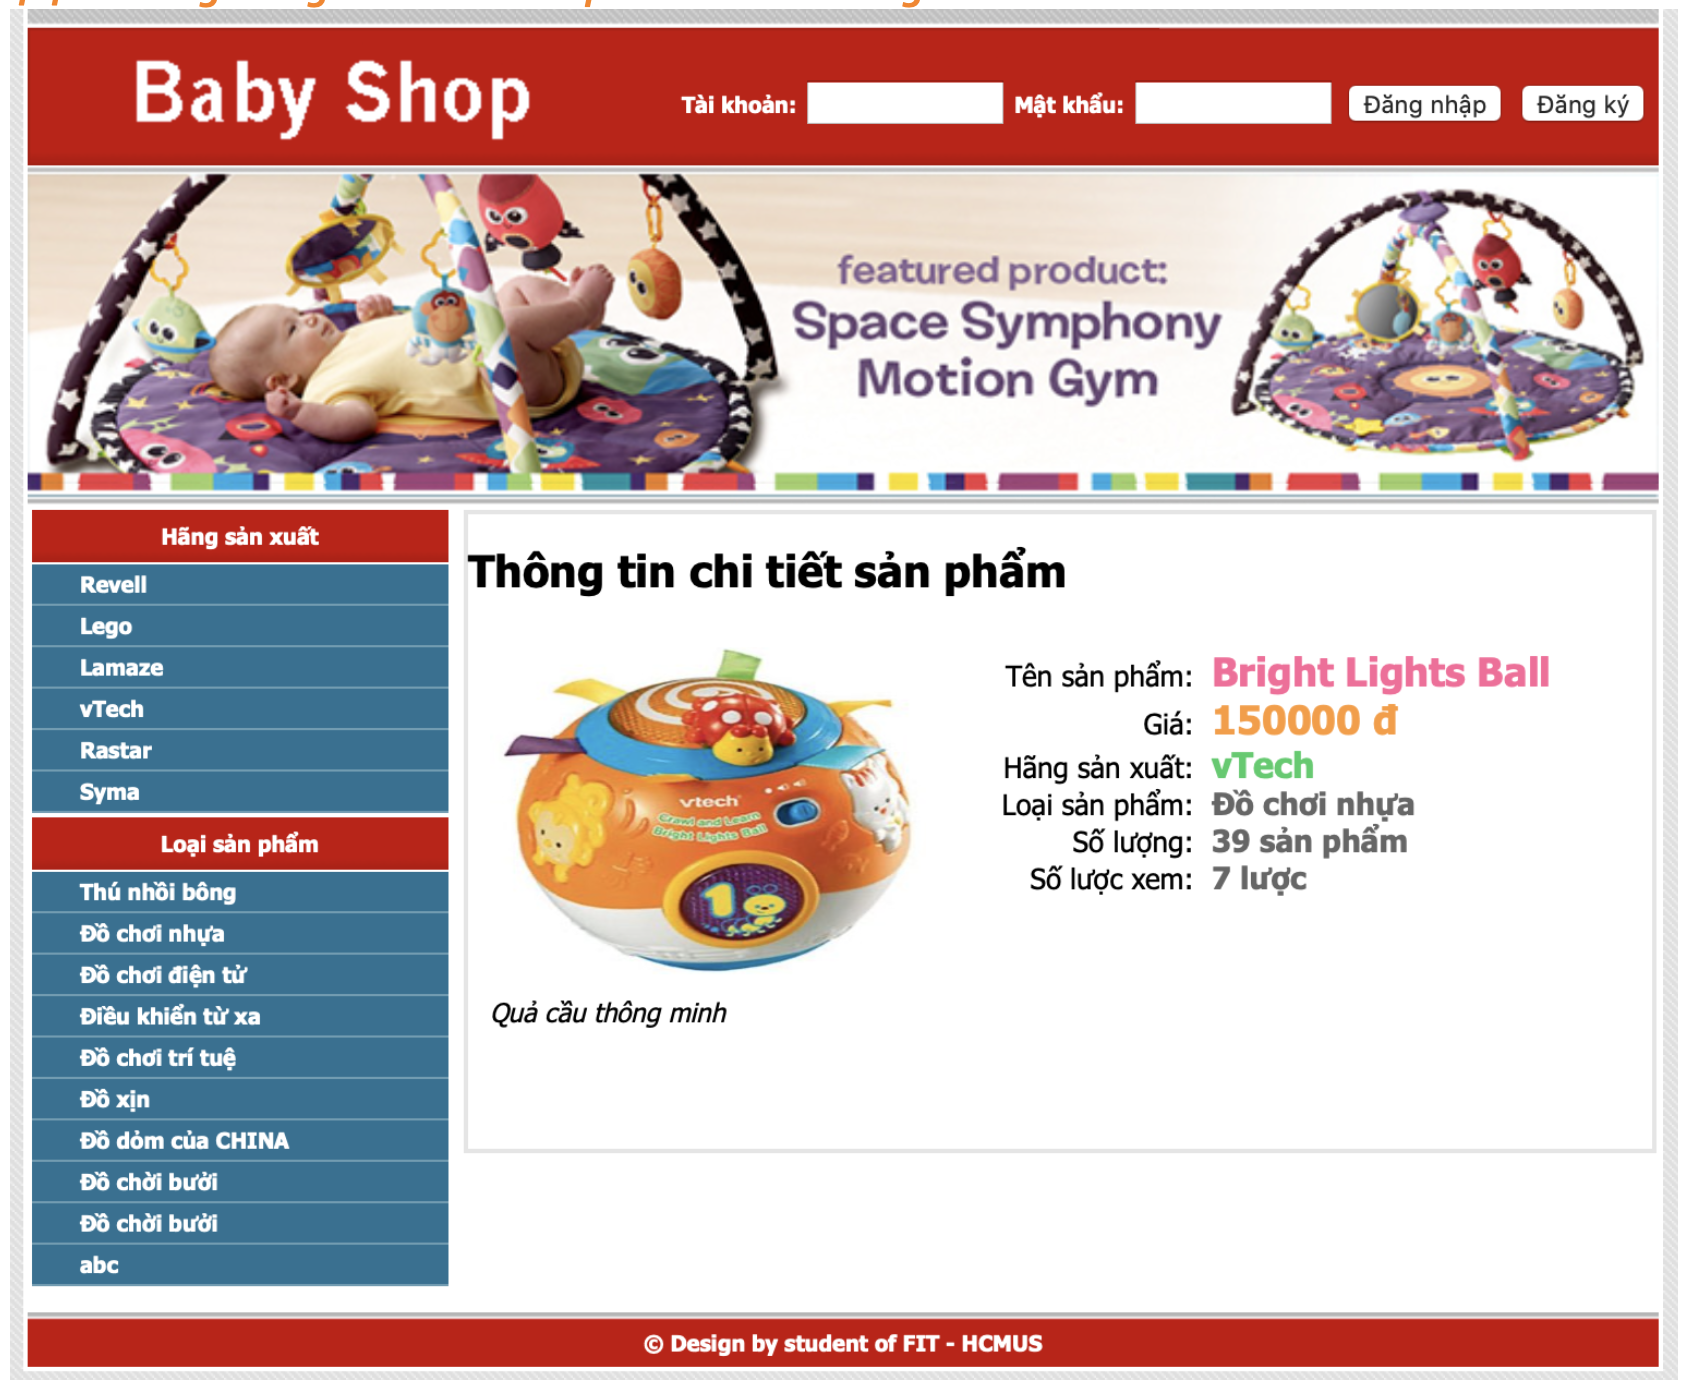 Baby Shop
Tài khoản: Mật khẩu: Đăng nhập Đăng ký
featured product:
Space Symphony
Motion Gym
Hãng sản xuất
Revell
Lego
Lamaze
vTech
Rastar
Syma
Loại sản phẩm
Thú nhồi bông
Đồ chơi nhựa
Đồ chơi điện tử
Điều khiển từ xa
Đồ chơi trí tuệ
Đồ xịn
Đồ dỏm của CHINA
Đồ chời bưởi
Đồ chời bưởi
abc
Thông tin chi tiết sản phẩm
vtech
Crawl and Learn
Bright Lights Ball
1
Tên sản phẩm: Bright Lights Ball
Giá: 150000 đ
Hãng sản xuất: vTech
Loại sản phẩm: Đồ chơi nhựa
Số lượng: 39 sản phẩm
Số lược xem: 7 lược
Quả cầu thông minh
© Design by student of FIT - HCMUS